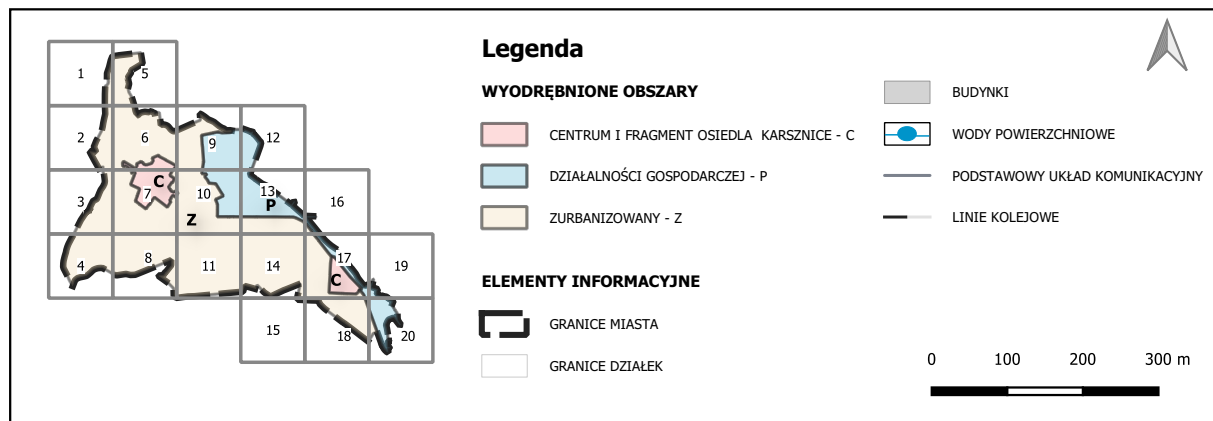 1
5
2
6
9
12
C
3
7
10
13
P
16
Z
4
8
11
14
17
C
19
15
18
20
Legenda
WYODRĘBNIONE OBSZARY
CENTRUM I FRAGMENT OSIEDLA KARSZNICE - C
DZIAŁALNOŚCI GOSPODARCZEJ - P
ZURBANIZOWANY - Z
ELEMENTY INFORMACYJNE
GRANICE MIASTA
GRANICE DZIAŁEK
BUDYNKI
WODY POWIERZCHNIOWE
PODSTAWOWY UKŁAD KOMUNIKACYJNY
LINIE KOLEJOWE
0 100 200 300 m